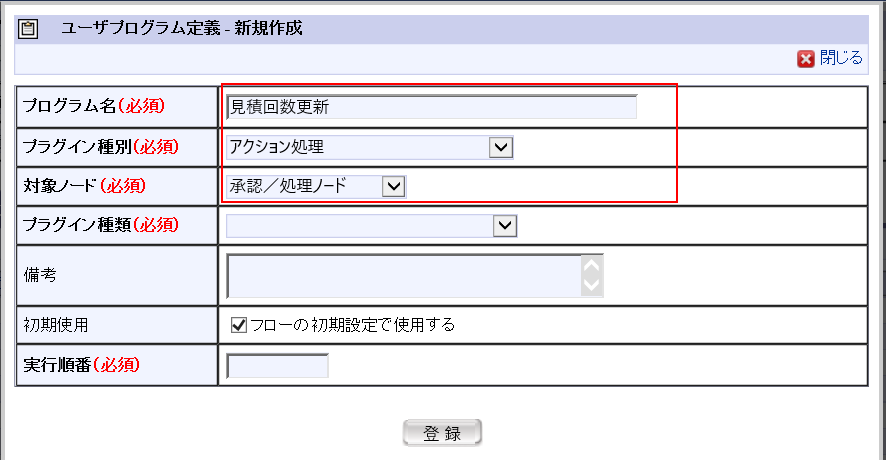 ユーザプログラム定義 - 新規作成
閉じる
プログラム名(必須) 見積回数更新
プラグイン種別(必須) アクション処理
対象ノード(必須) 承認／処理ノード
プラグイン種類(必須)
備考
初期使用 フローの初期設定で使用する
実行順番(必須)
登録